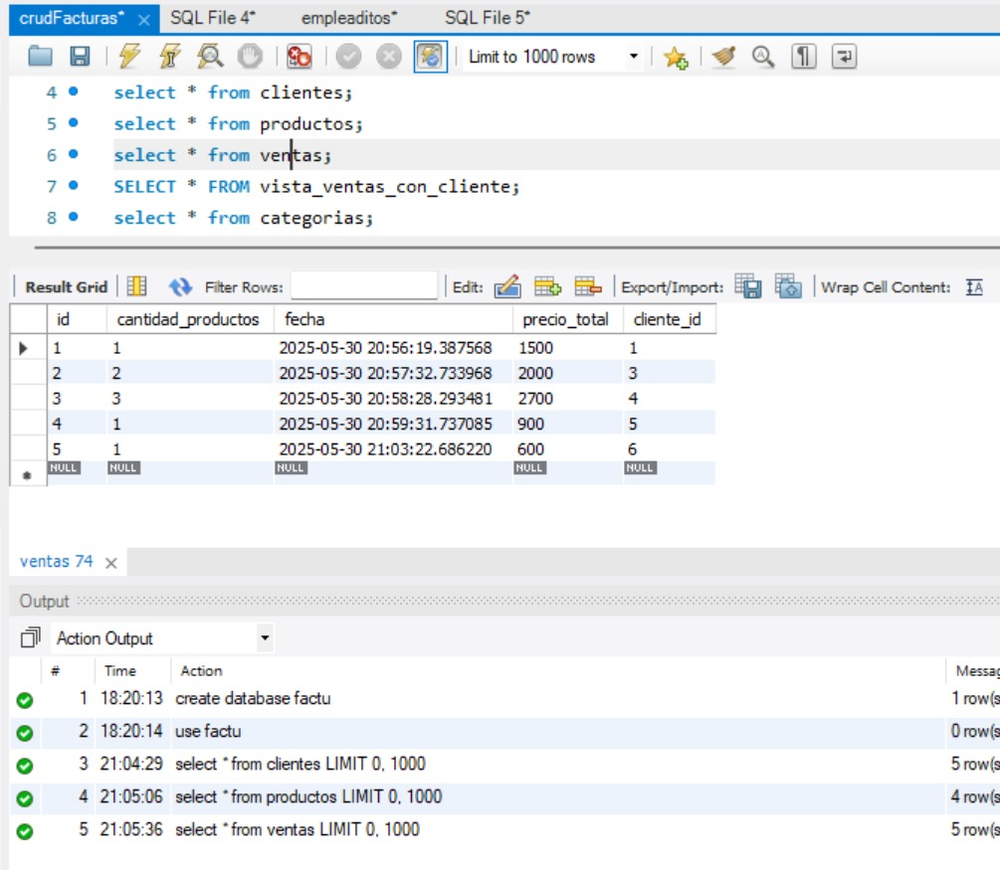 crudFacturas* SQL File 4* empleaditos* SQL File 5*
Limit to 1000 rows
4 select * from clientes;
5 select * from productos;
6 select * from ventas;
7 SELECT * FROM vista_ventas_con_cliente;
8 select * from categorias;
Result Grid Filter Rows: Edit: Export/Import: Wrap Cell Content:
id cantidad_productos fecha precio_total cliente_id
1 1 2025-05-30 20:56:19.387568 1500 1
2 2 2025-05-30 20:57:32.733968 2000 3
3 3 2025-05-30 20:58:28.293481 2700 4
4 1 2025-05-30 20:59:31.737085 900 5
5 1 2025-05-30 21:03:22.686220 600 6
NULL NULL NULL NULL NULL
ventas 74
Output
Action Output
# Time Action Messag
1 18:20:13 create database factu 1 row(s
2 18:20:14 use factu 0 row(s
3 21:04:29 select * from clientes LIMIT 0, 1000 5 row(s
4 21:05:06 select * from productos LIMIT 0, 1000 4 row(s
5 21:05:36 select * from ventas LIMIT 0, 1000 5 row(s